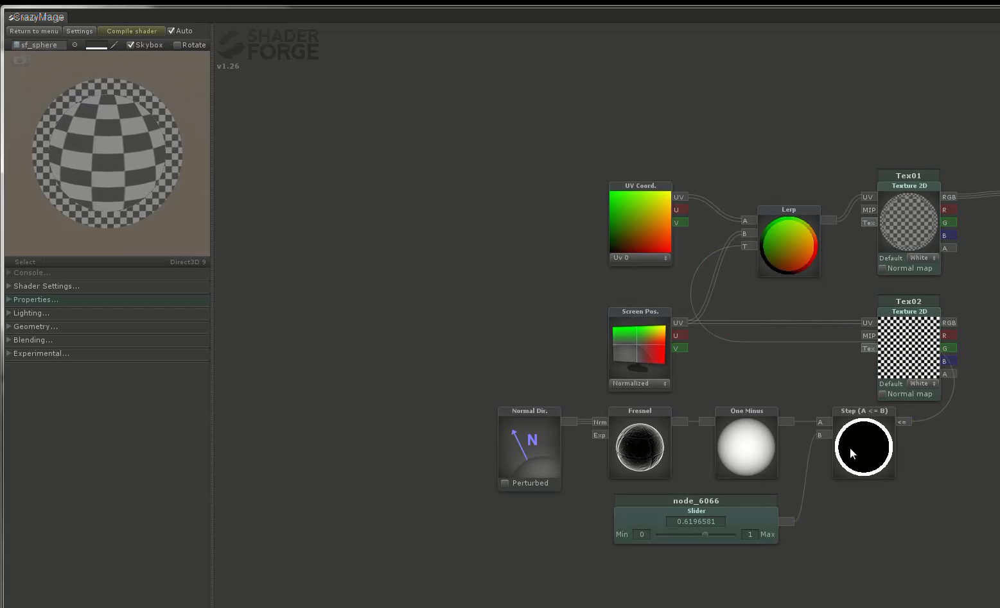 CrazyMage
Return to menu Settings Compile shader Auto
sf_sphere Skybox Rotate
SHADER
FORGE
v1.26
Select Direct3D 9
Console...
Shader Settings...
Properties...
Lighting...
Geometry...
Blending...
Experimental...
UV Coord.
UV
U
V
Uv 0
Lerp
A
B
T
Tex01
Texture 2D
UV RGB
MIP R
Tex G
B
A
Default White
Normal map
Screen Pos.
UV
U
V
Normalized
Tex02
Texture 2D
UV RGB
MIP R
Tex G
B
A
Default White
Normal map
Normal Dir.
N
Perturbed
Fresnel
Nrm
Exp
One Minus
Step (A <= B)
A <=
B
node_6066
Slider
0.6196581
Min 0 1 Max